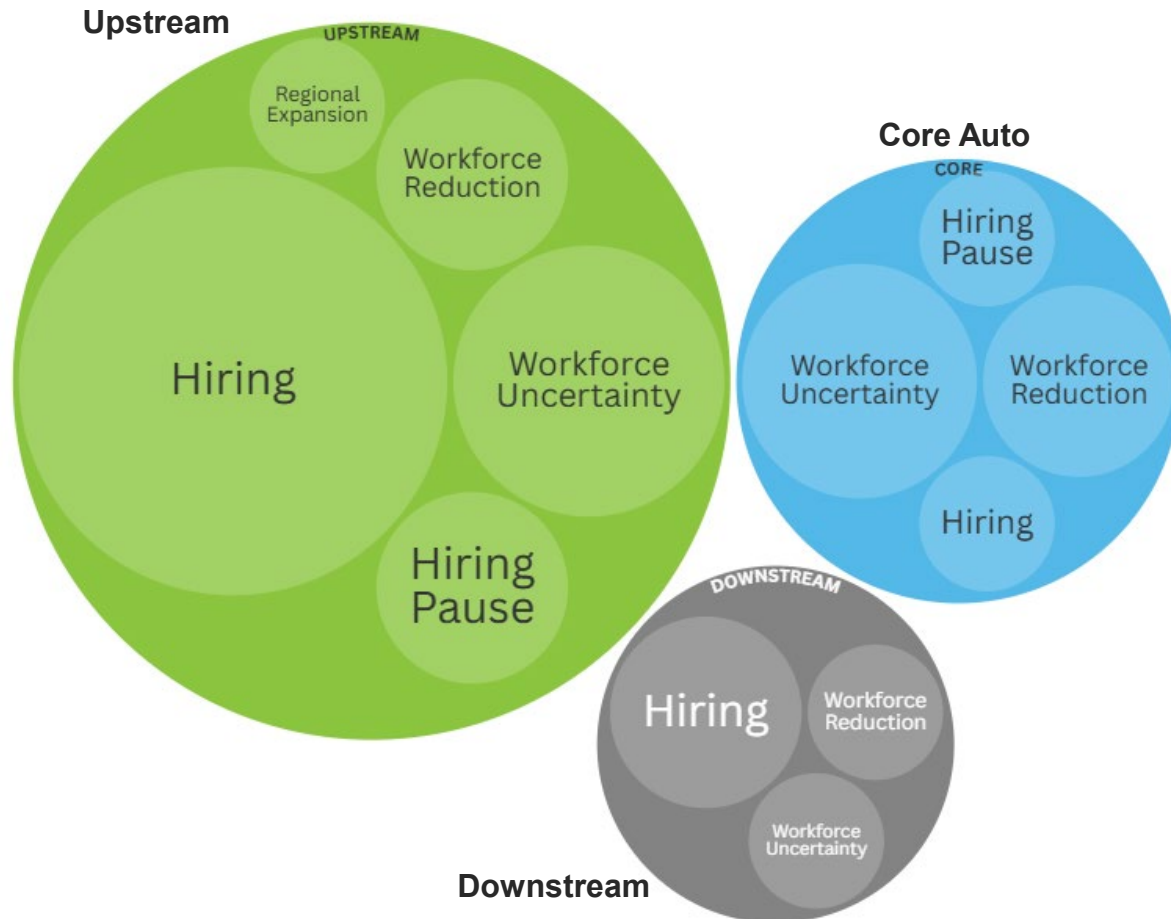 Upstream
UPSTREAM
Regional
Expansion
Workforce
Reduction
Hiring
Workforce
Uncertainty
Hiring
Pause
Core Auto
CORE
Hiring
Pause
Workforce
Uncertainty
Workforce
Reduction
Hiring
DOWNSTREAM
Hiring
Workforce
Reduction
Workforce
Uncertainty
Downstream